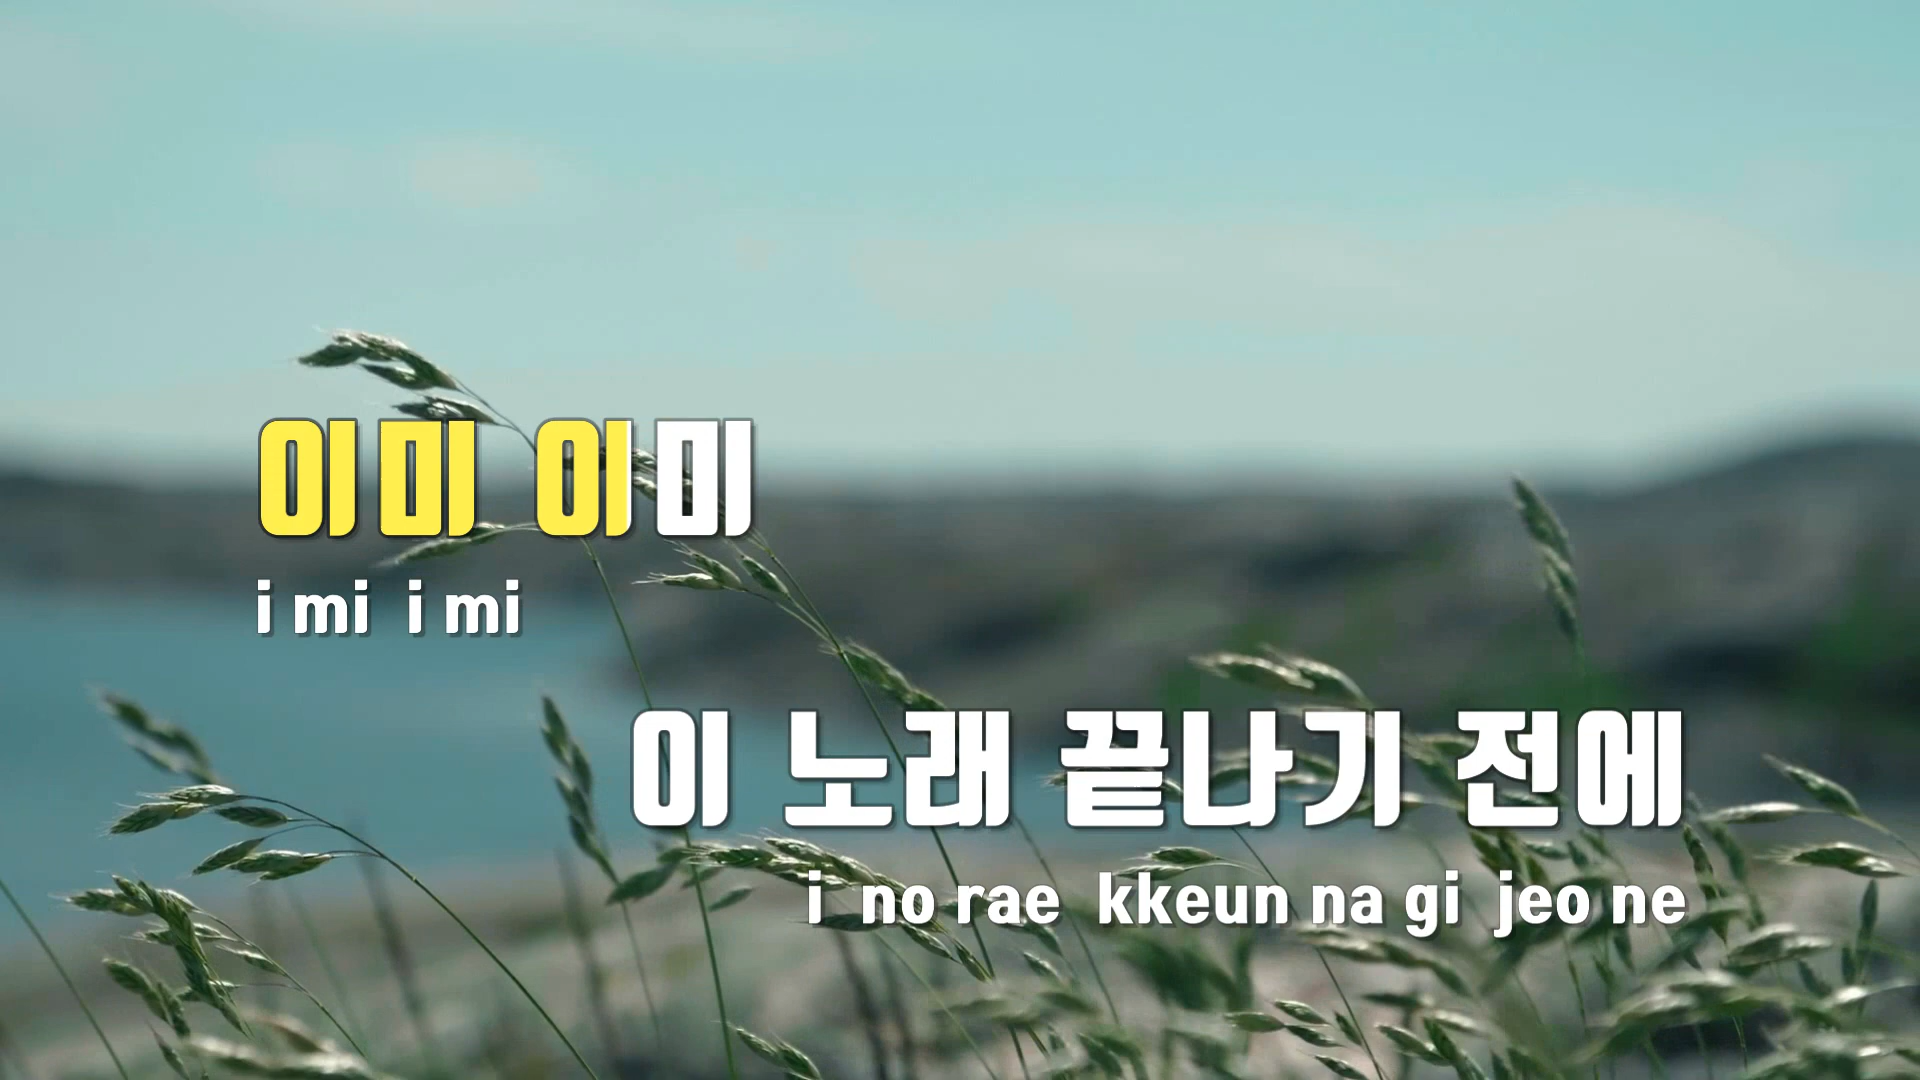 이미 이미
i mi i mi
이 노래 끝나기 전에
i no rae kkeun na gi jeo ne